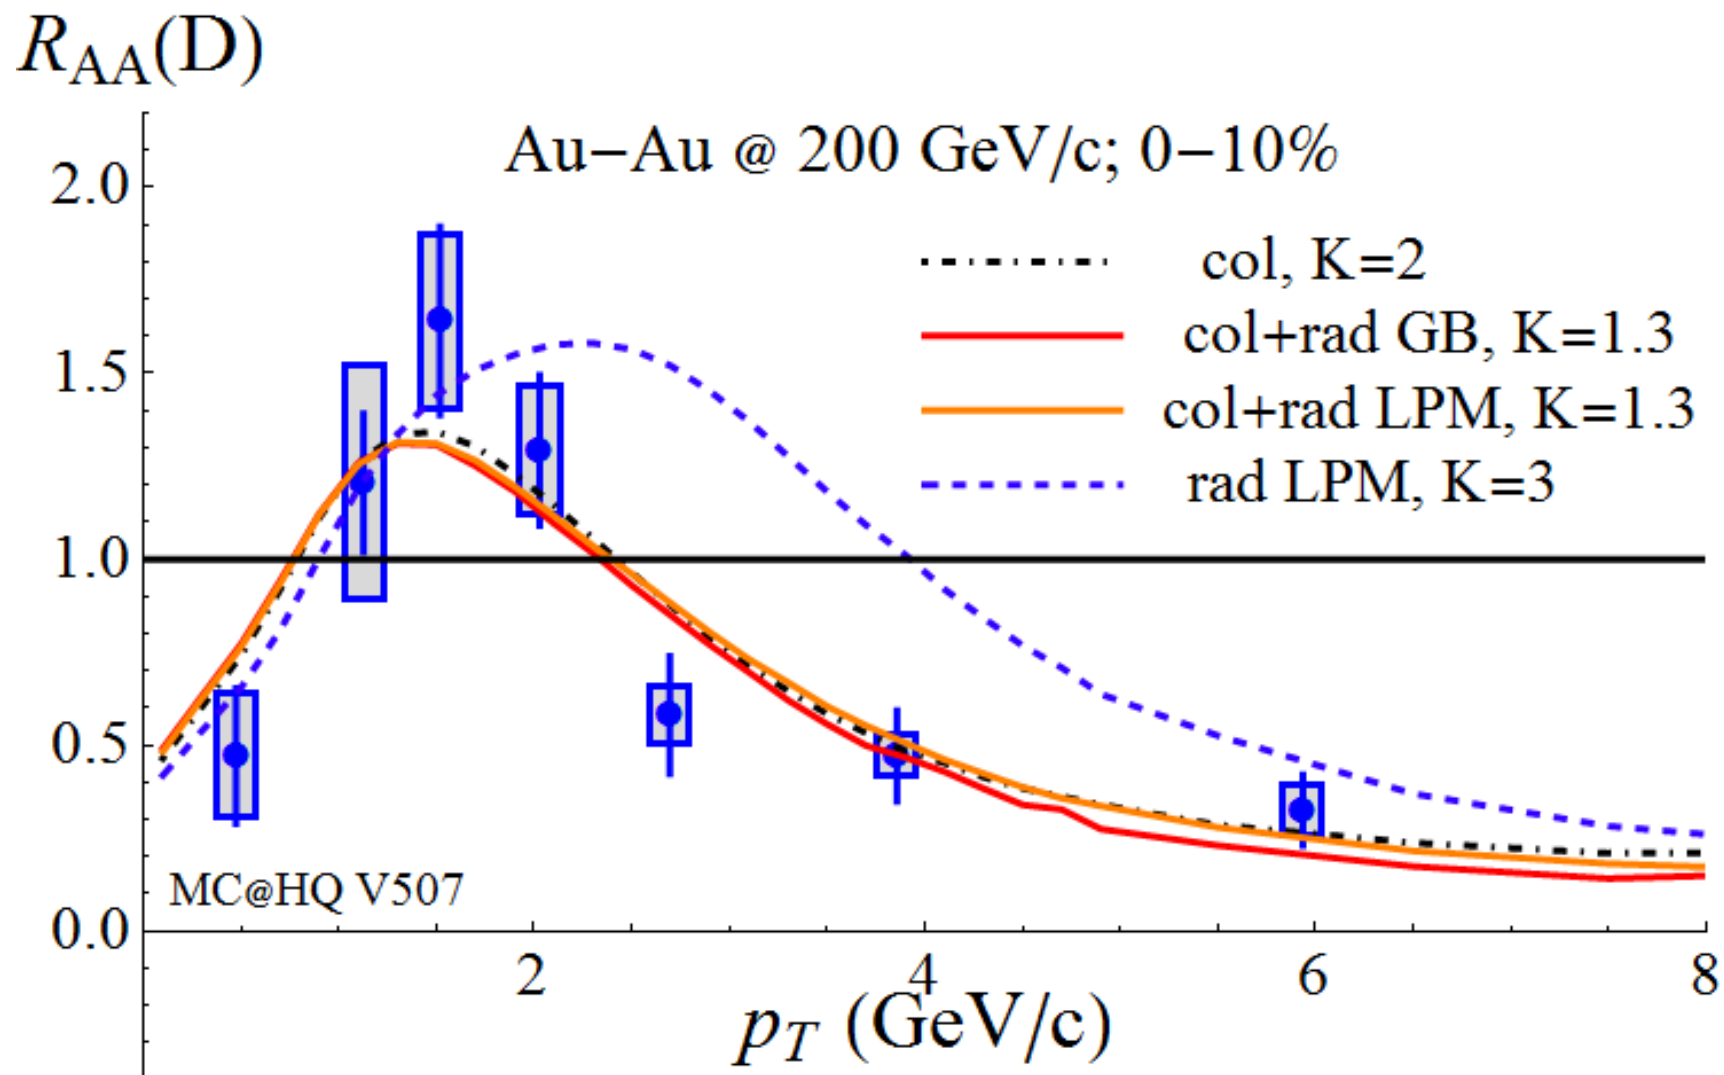 R_AA(D)
Au−Au @ 200 GeV/c; 0−10%
2.0
col, K=2
col+rad GB, K=1.3
1.5
col+rad LPM, K=1.3
rad LPM, K=3
1.0
0.5
MC@HQ V507
0.0
2 4 6 8
p_T (GeV/c)